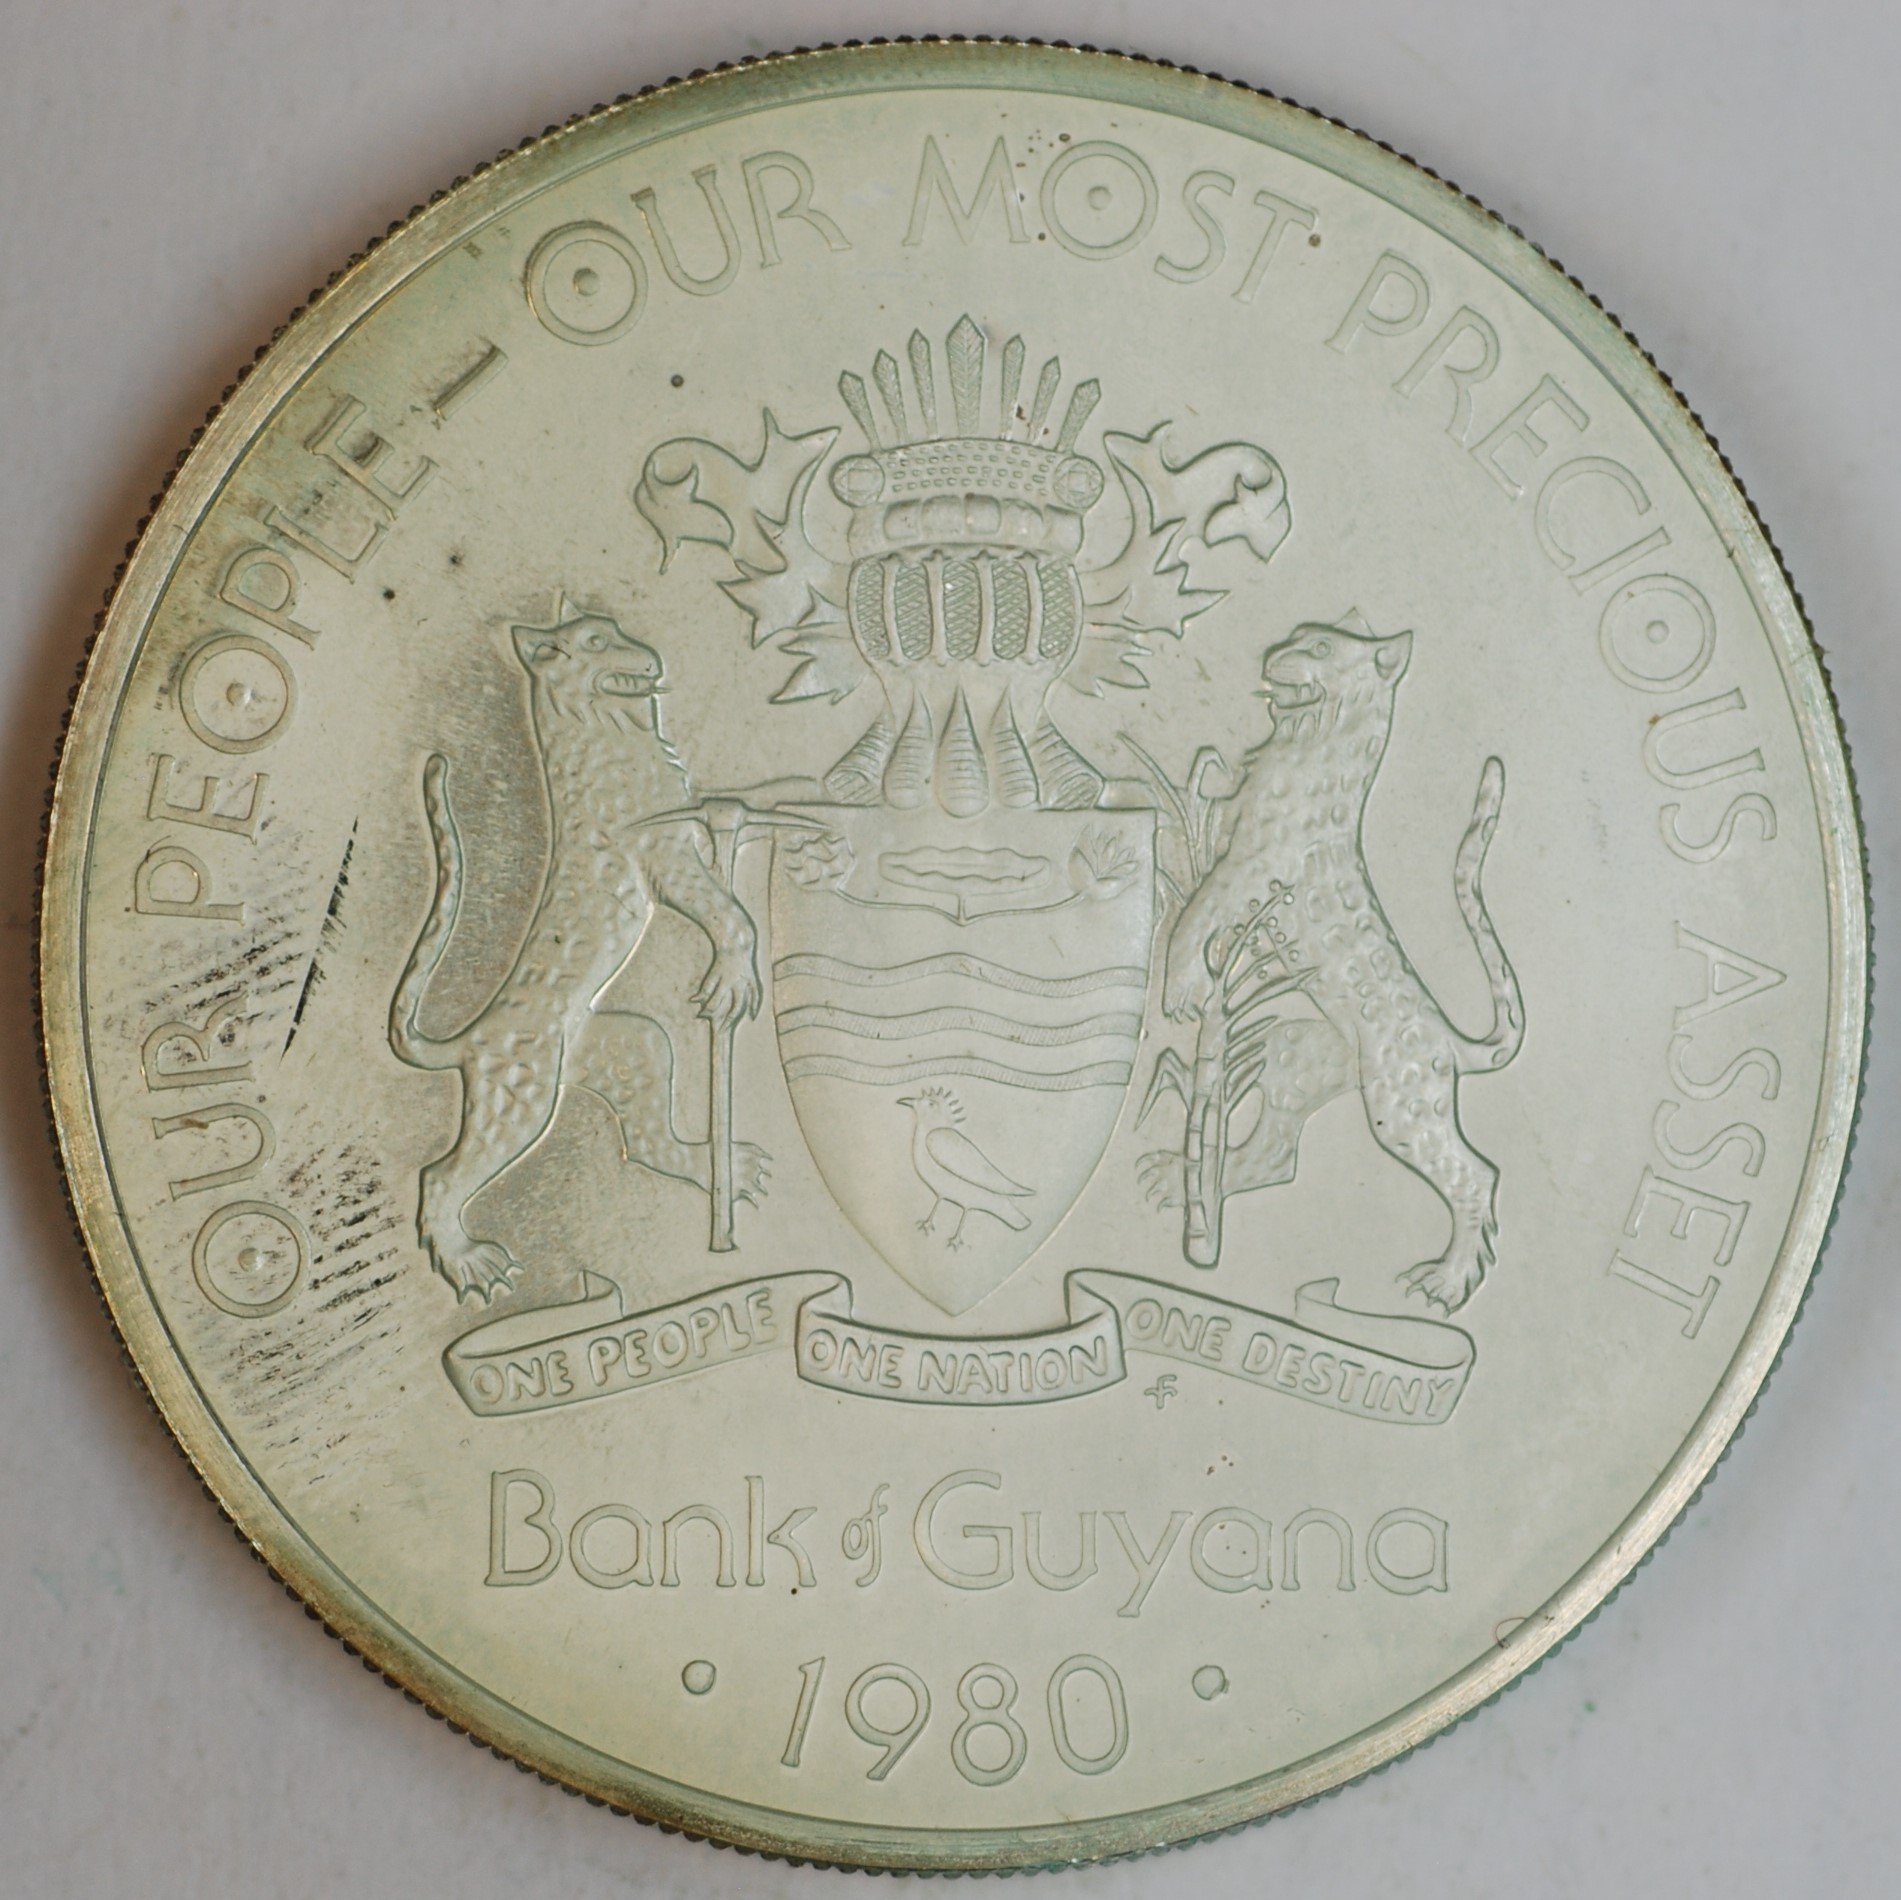 OUR PEOPLE - OUR MOST PRECIOUS ASSET
ONE PEOPLE ONE NATION ONE DESTINY
Bank of Guyana
• 1980 •